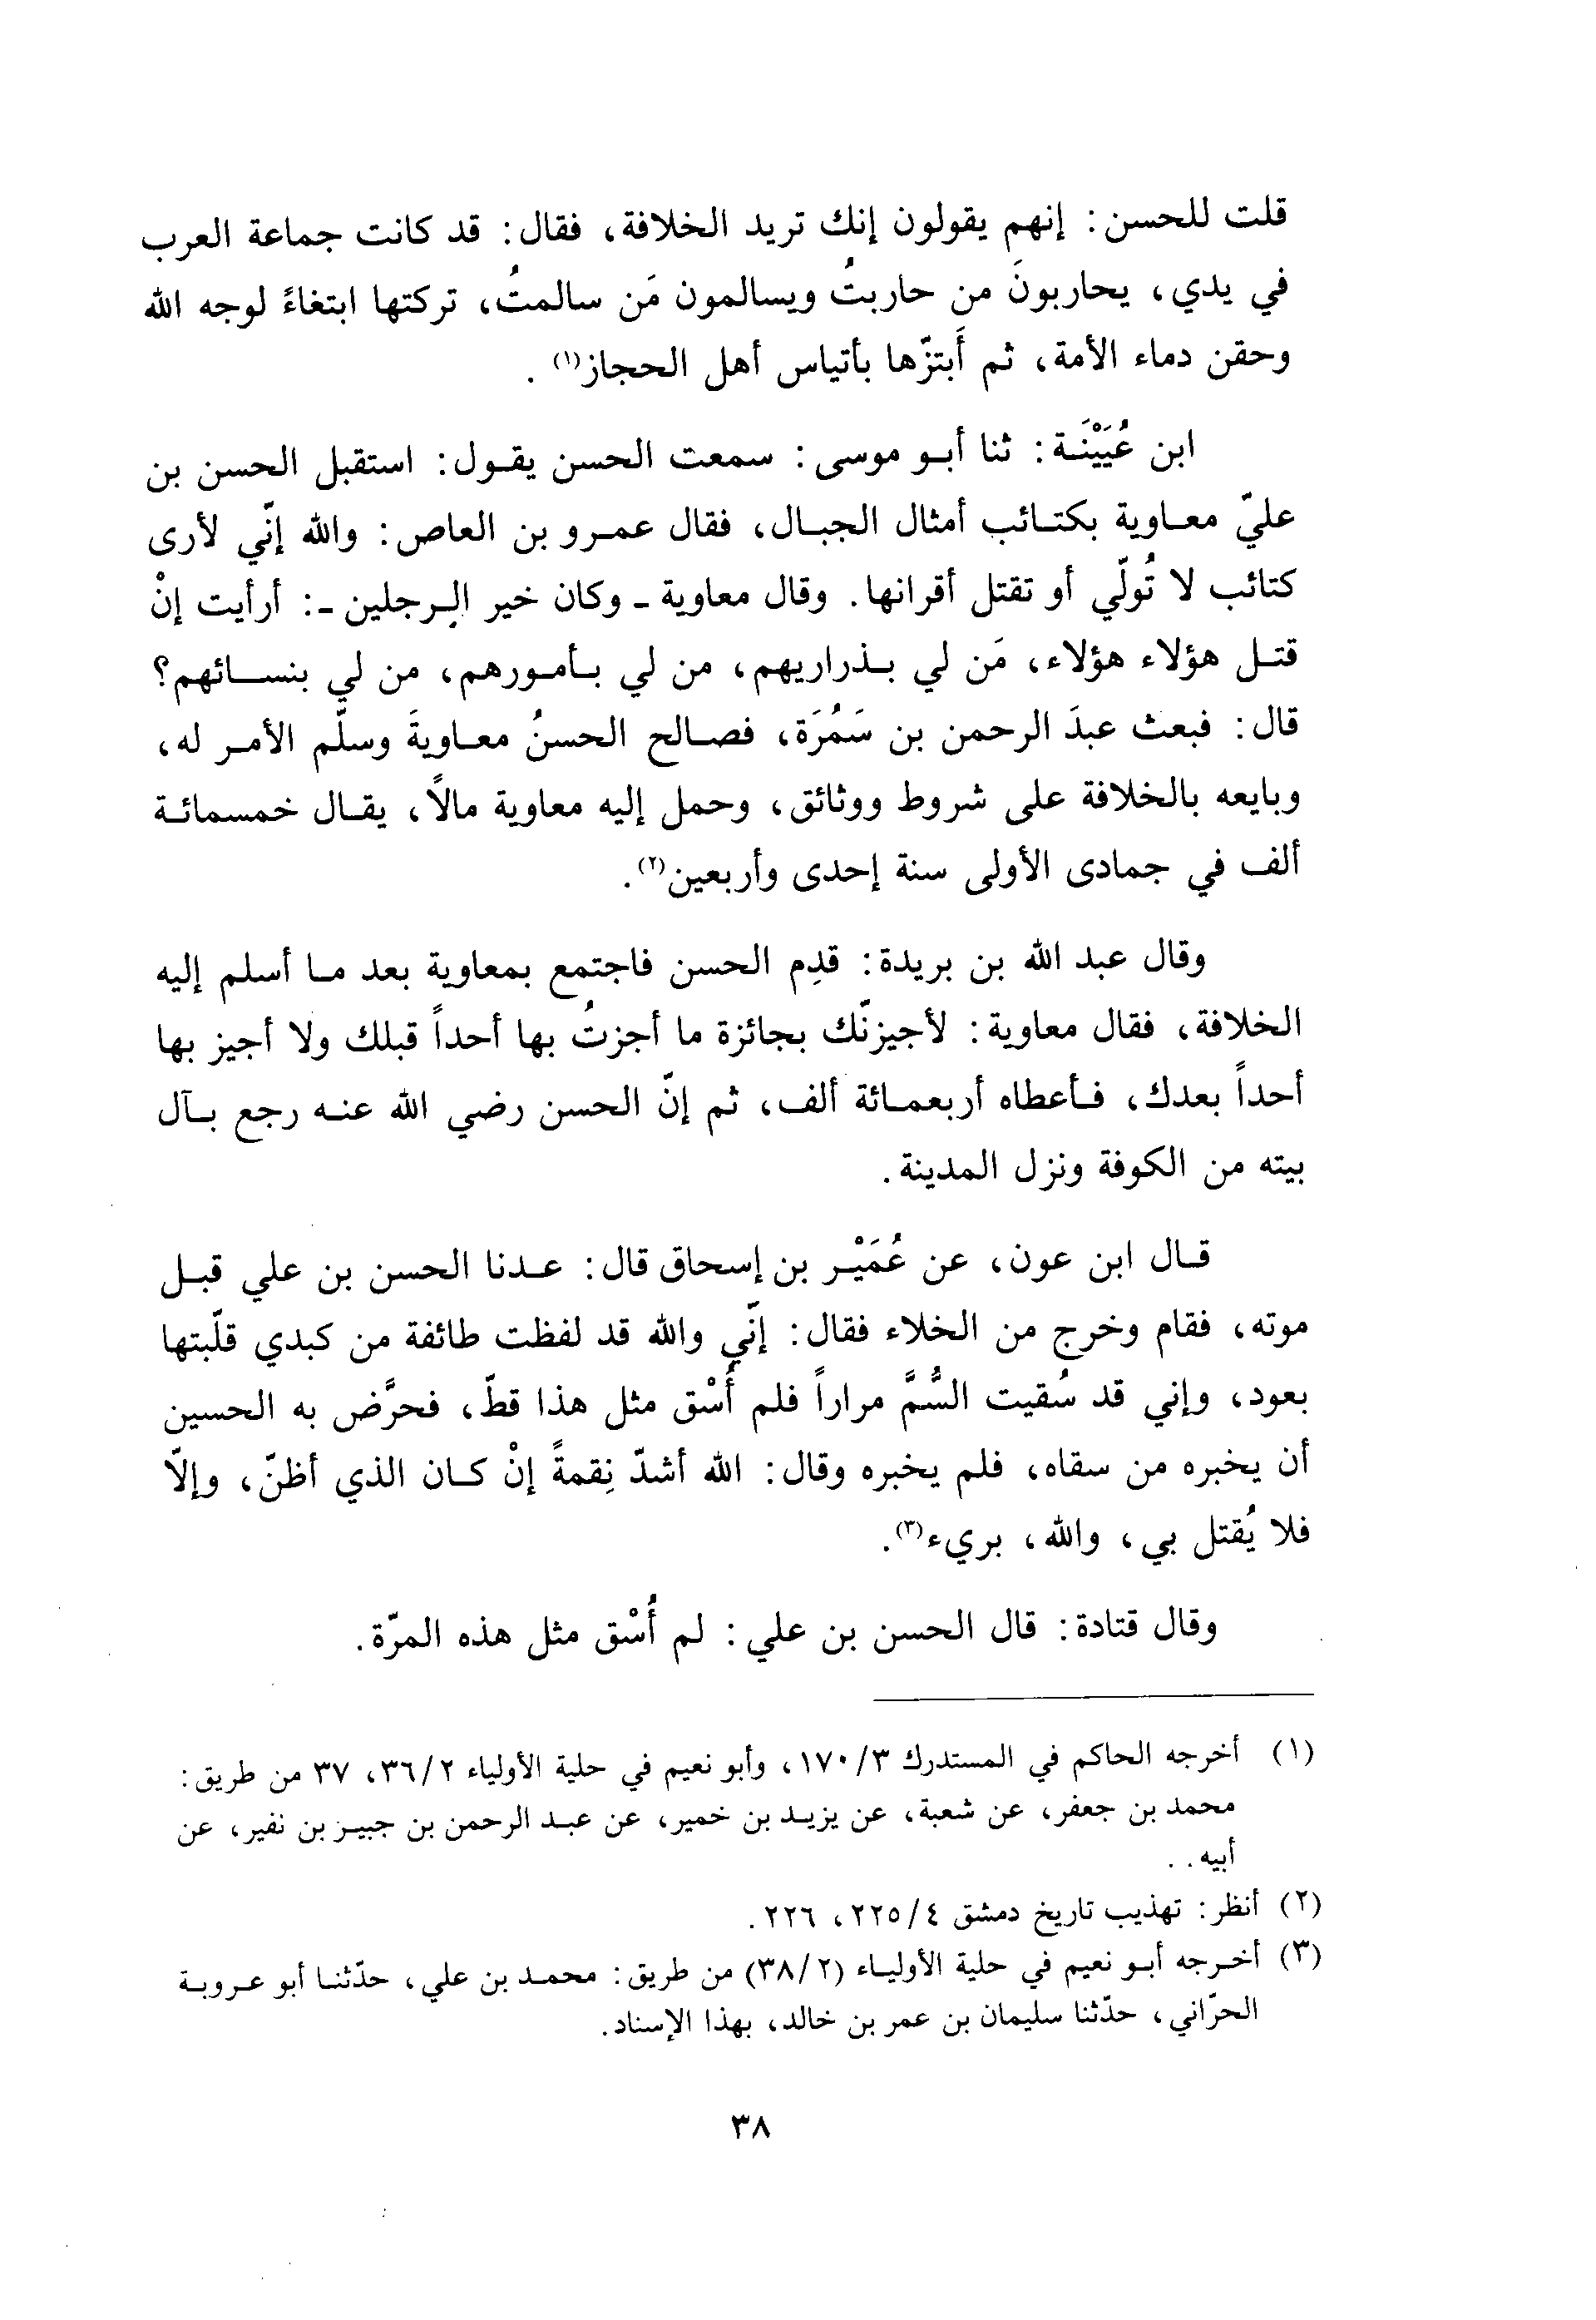 قلت للحسن: إنهم يقولون إنك تريد الخلافة، فقال: قد كانت جماعة العرب
في يدي، يحاربونَ من حاربتُ ويسالمون مَن سالمتُ، تركتها ابتغاءً لوجه الله
وحقن دماء الأمة، ثم أَبتزّها بأتياس أهل الحجاز(١).
ابن عُيَيْنَة: ثنا أبو موسى: سمعت الحسن يقول: استقبل الحسن بن
عليّ معاوية بكتائب أمثال الجبال، فقال عمرو بن العاص: والله إنّي لأرى
كتائب لا تُولّي أو تقتل أقرانها. وقال معاوية - وكان خير الرجلين -: أرأيت إنْ
قتل هؤلاء هؤلاء، مَن لي بذراريهم، من لي بأمورهم، من لي بنسائهم؟
قال: فبعث عبدَ الرحمن بن سَمُرَة، فصالح الحسنُ معاويةَ وسلّم الأمر له،
وبايعه بالخلافة على شروط ووثائق، وحمل إليه معاوية مالاً، يقال خمسمائة
ألف في جمادى الأولى سنة إحدى وأربعين(٢).
وقال عبد الله بن بريدة: قدِم الحسن فاجتمع بمعاوية بعد ما أسلم إليه
الخلافة، فقال معاوية: لأجيزنّك بجائزة ما أجزتُ بها أحداً قبلك ولا أجيز بها
أحداً بعدك، فأعطاه أربعمائة ألف، ثم إنّ الحسن رضي الله عنه رجع بآل
بيته من الكوفة ونزل المدينة.
قال ابن عون، عن عُمَيْر بن إسحاق قال: عدنا الحسن بن علي قبل
موته، فقام وخرج من الخلاء فقال: إنّي والله قد لفظت طائفة من كبدي قلّبتها
بعود، وإني قد سُقيت السُّمَّ مراراً فلم أُسْق مثل هذا قطّ، فحرَّض به الحسين
أن يخبره من سقاه، فلم يخبره وقال: الله أشدّ نِقمةً إنْ كان الذي أظنّ، وإلاّ
فلا يُقتل بي، والله، بريء(٣).
وقال قتادة: قال الحسن بن علي: لم أُسْق مثل هذه المرّة.
(١) أخرجه الحاكم في المستدرك ١٧٠/٣، وأبو نعيم في حلية الأولياء ٣٦/٢، ٣٧ من طريق:
محمد بن جعفر، عن شعبة، عن يزيد بن خمير، عن عبد الرحمن بن جبير بن نفير، عن
أبيه..
(٢) أنظر: تهذيب تاريخ دمشق ٢٢٥/٤، ٢٢٦.
(٣) أخرجه أبو نعيم في حلية الأولياء (٣٨/٢) من طريق: محمد بن علي، حدّثنا أبو عروبة
الحرّاني، حدّثنا سليمان بن عمر بن خالد، بهذا الإسناد.
٣٨